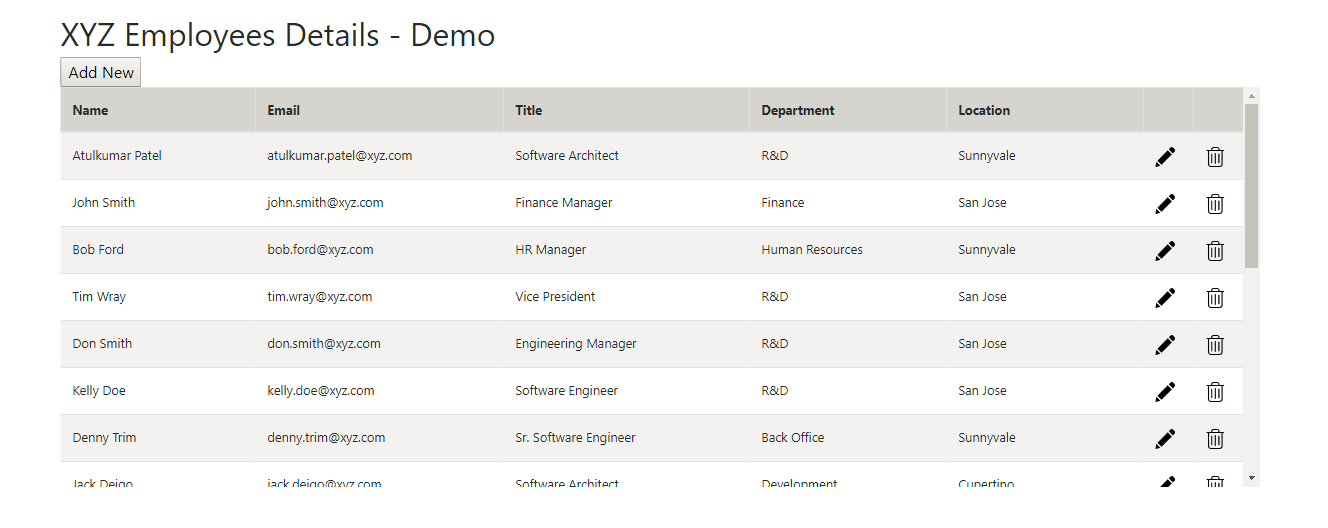 XYZ Employees Details - Demo
Add New
Name Email Title Department Location
Atulkumar Patel atulkumar.patel@xyz.com Software Architect R&D Sunnyvale
John Smith john.smith@xyz.com Finance Manager Finance San Jose
Bob Ford bob.ford@xyz.com HR Manager Human Resources Sunnyvale
Tim Wray tim.wray@xyz.com Vice President R&D San Jose
Don Smith don.smith@xyz.com Engineering Manager R&D San Jose
Kelly Doe kelly.doe@xyz.com Software Engineer R&D San Jose
Denny Trim denny.trim@xyz.com Sr. Software Engineer Back Office Sunnyvale
Jack Deigo jack.deigo@xyz.com Software Architect Development Cupertino